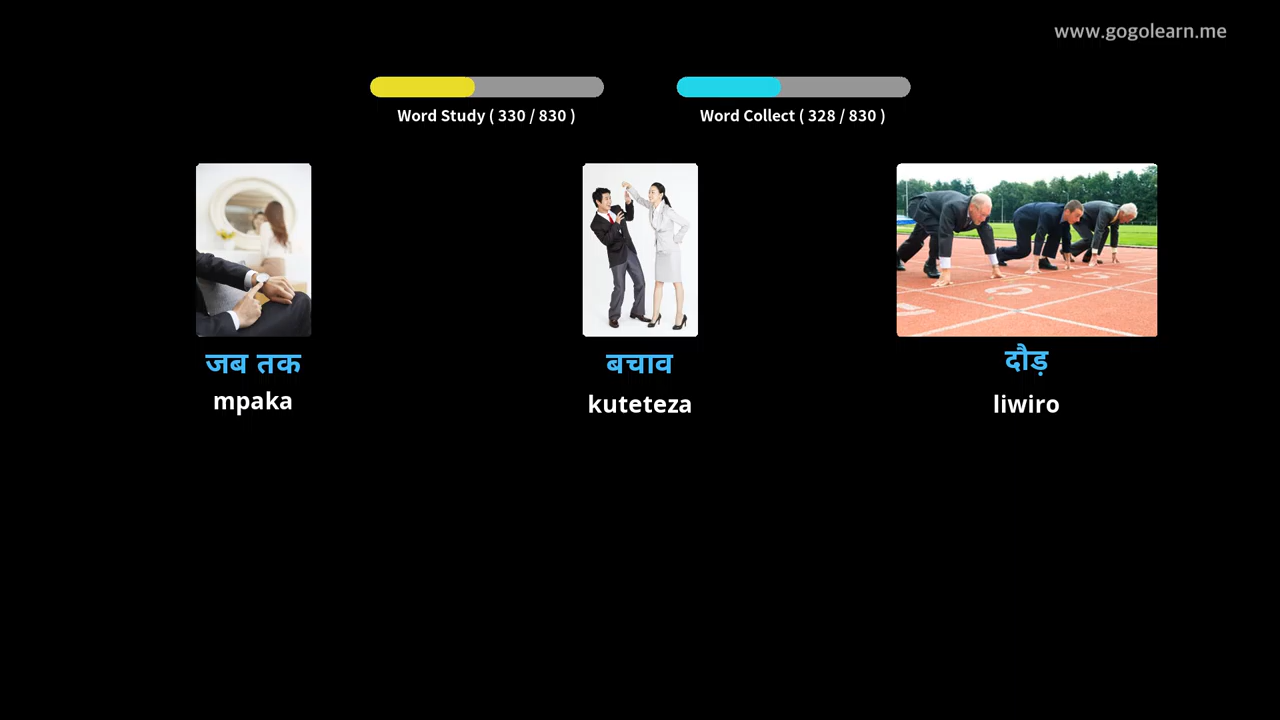 www.gogolearn.me
Word Study ( 330 / 830 )
Word Collect ( 328 / 830 )
जब तक
mpaka
बचाव
kuteteza
दौड़
liwiro